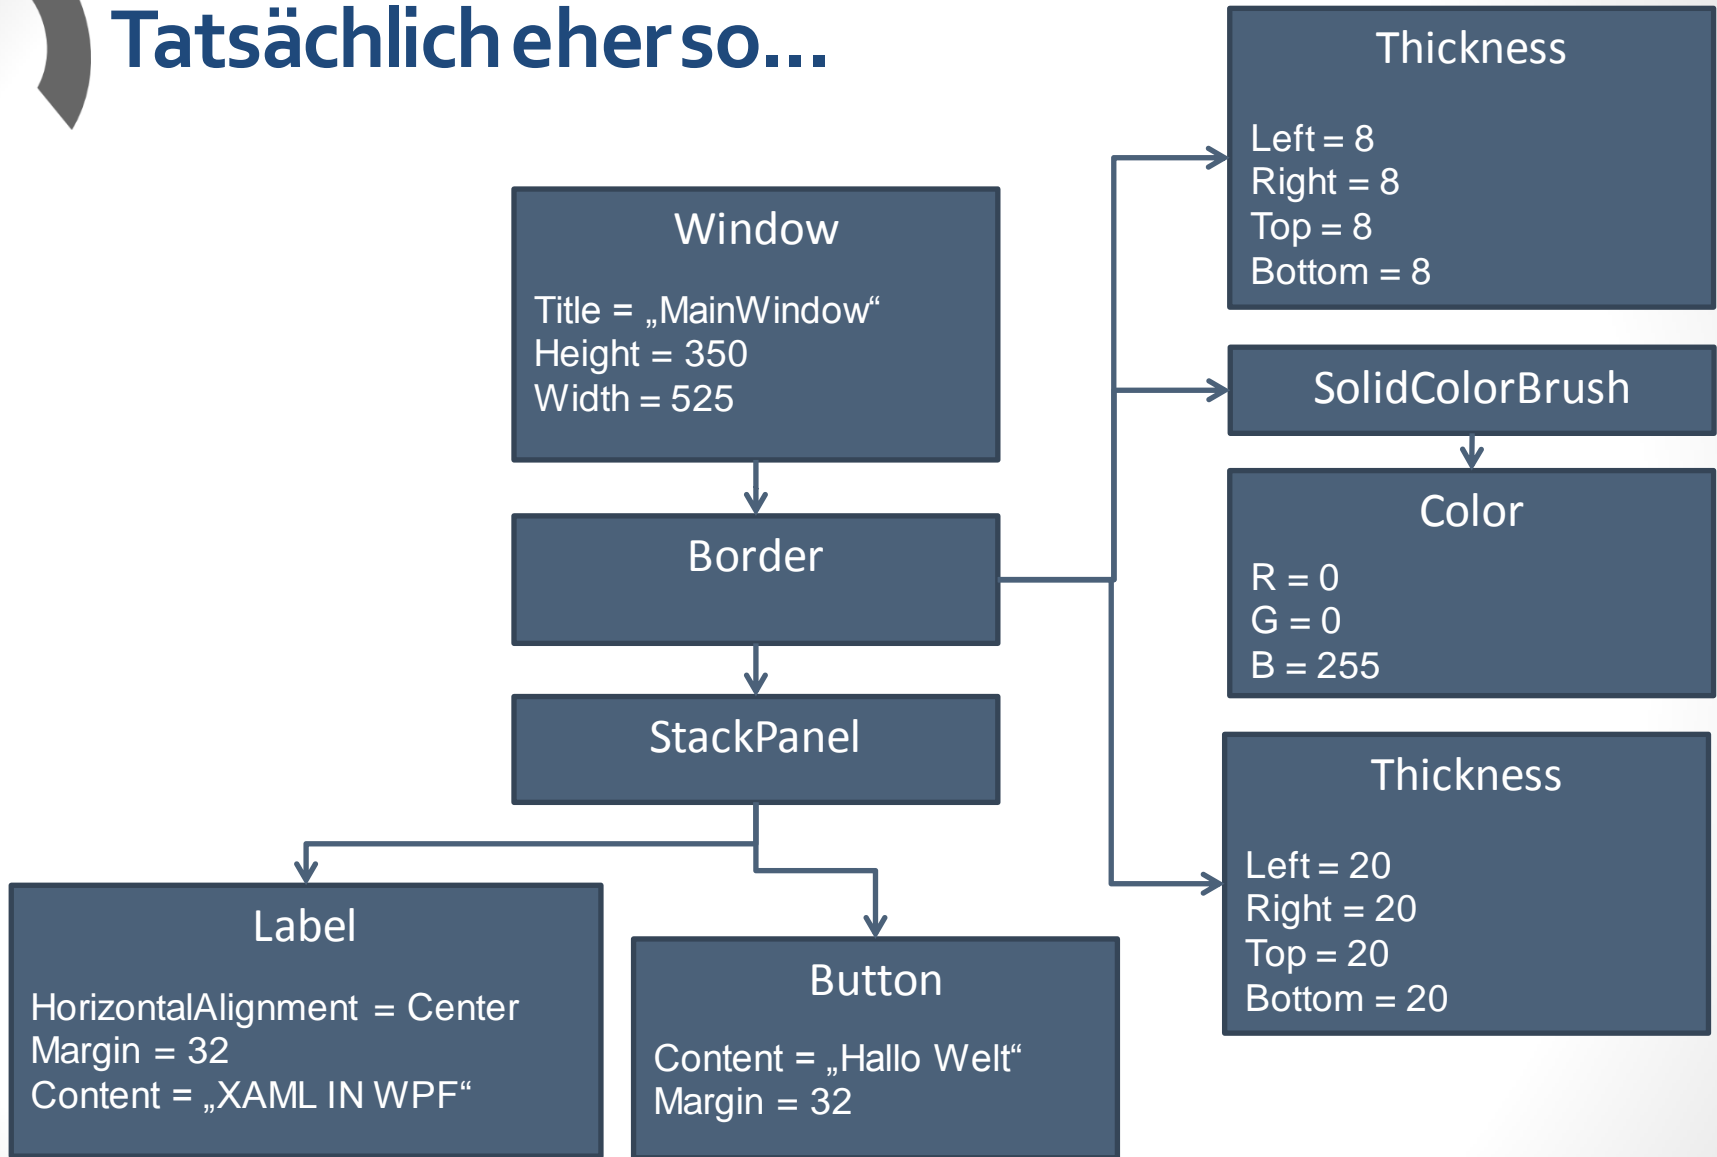 Tatsächlich eher so...
Window
Title = „MainWindow“
Height = 350
Width = 525
Border
StackPanel
Label
HorizontalAlignment = Center
Margin = 32
Content = „XAML IN WPF“
Button
Content = „Hallo Welt“
Margin = 32
Thickness
Left = 8
Right = 8
Top = 8
Bottom = 8
SolidColorBrush
Color
R = 0
G = 0
B = 255
Thickness
Left = 20
Right = 20
Top = 20
Bottom = 20